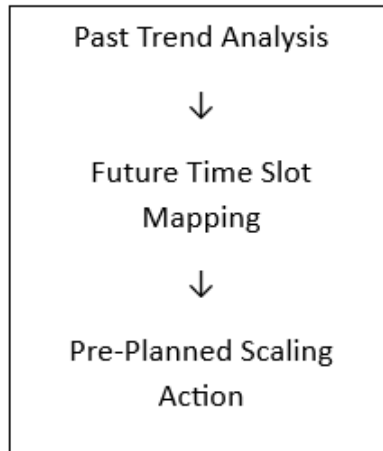 Past Trend Analysis
↓
Future Time Slot
Mapping
↓
Pre-Planned Scaling
Action